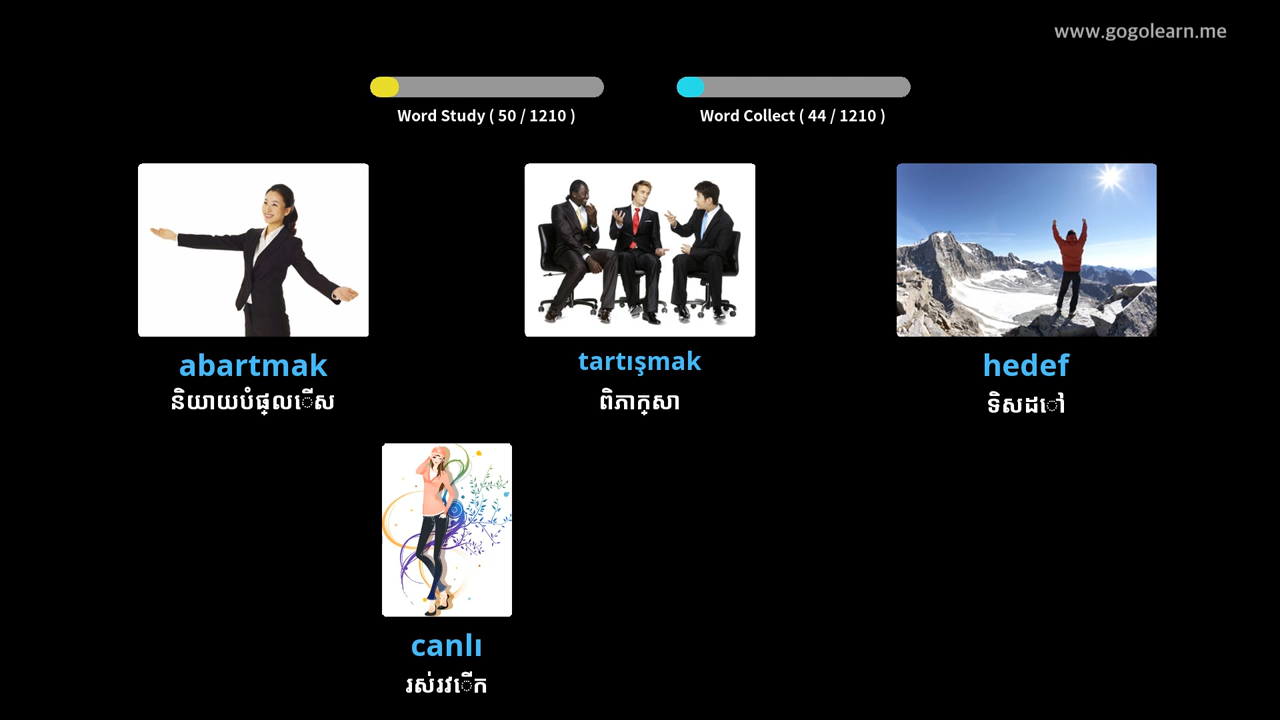 www.gogolearn.me
Word Study ( 50 / 1210 )
Word Collect ( 44 / 1210 )
abartmak
tartışmak
hedef
និយាយបំផ្លើស
ពិភាក្សា
ទិសដៅ
canlı
រស់រវើក